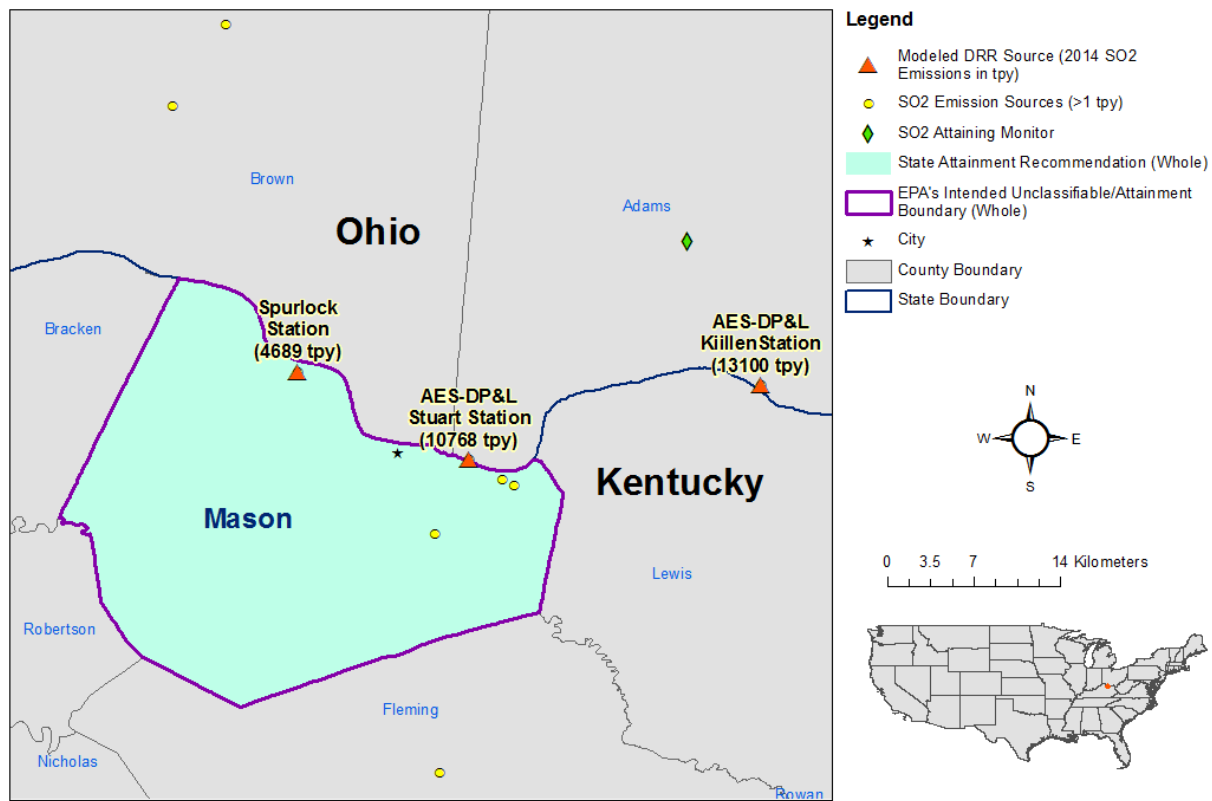 Brown
Ohio
Adams
Bracken
Spurlock
Station
(4689 tpy)
AES-DP&L
Kiillen Station
(13100 tpy)
AES-DP&L
Stuart Station
(10768 tpy)
Kentucky
Mason
Lewis
Robertson
Fleming
Nicholas
Rowan
Legend
Modeled DRR Source (2014 SO2
Emissions in tpy)
SO2 Emission Sources (>1 tpy)
SO2 Attaining Monitor
State Attainment Recommendation (Whole)
EPA's Intended Unclassifiable/Attainment
Boundary (Whole)
City
County Boundary
State Boundary
N
W
E
S
0 3.5 7 14 Kilometers